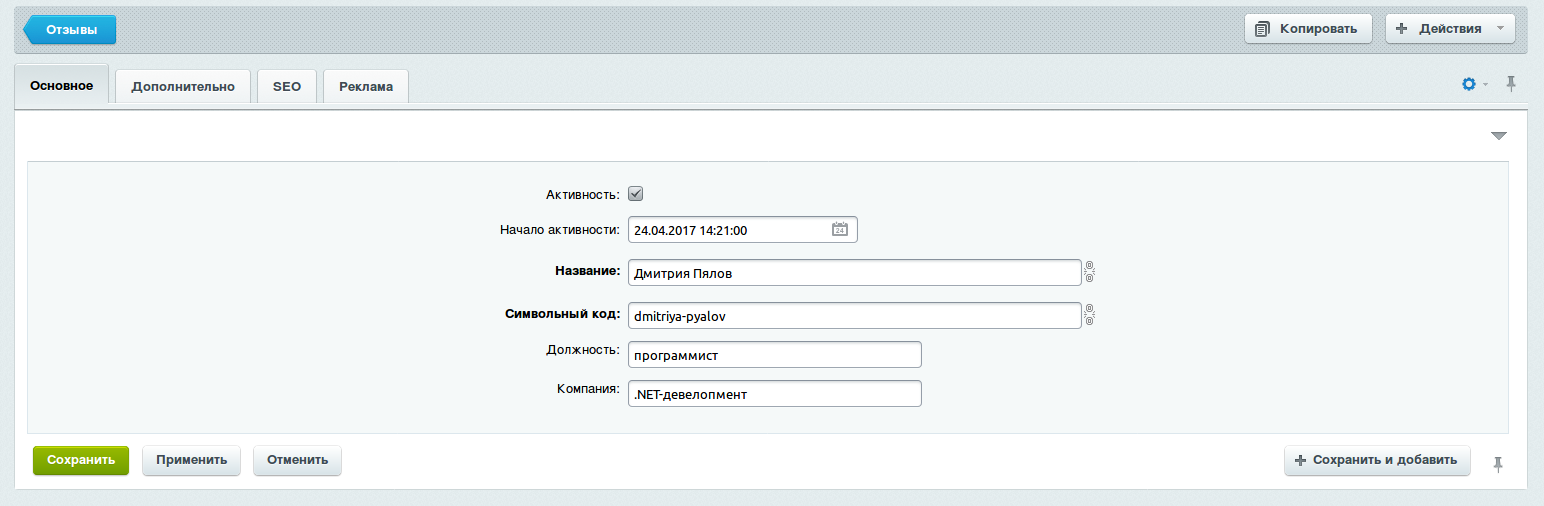 Отзывы
Копировать
Действия
Основное
Дополнительно
SEO
Реклама
Активность:
Начало активности: 24.04.2017 14:21:00
Название: Дмитрия Пялов
Символьный код: dmitriya-pyalov
Должность: программист
Компания: .NET-девелопмент
Сохранить
Применить
Отменить
Сохранить и добавить